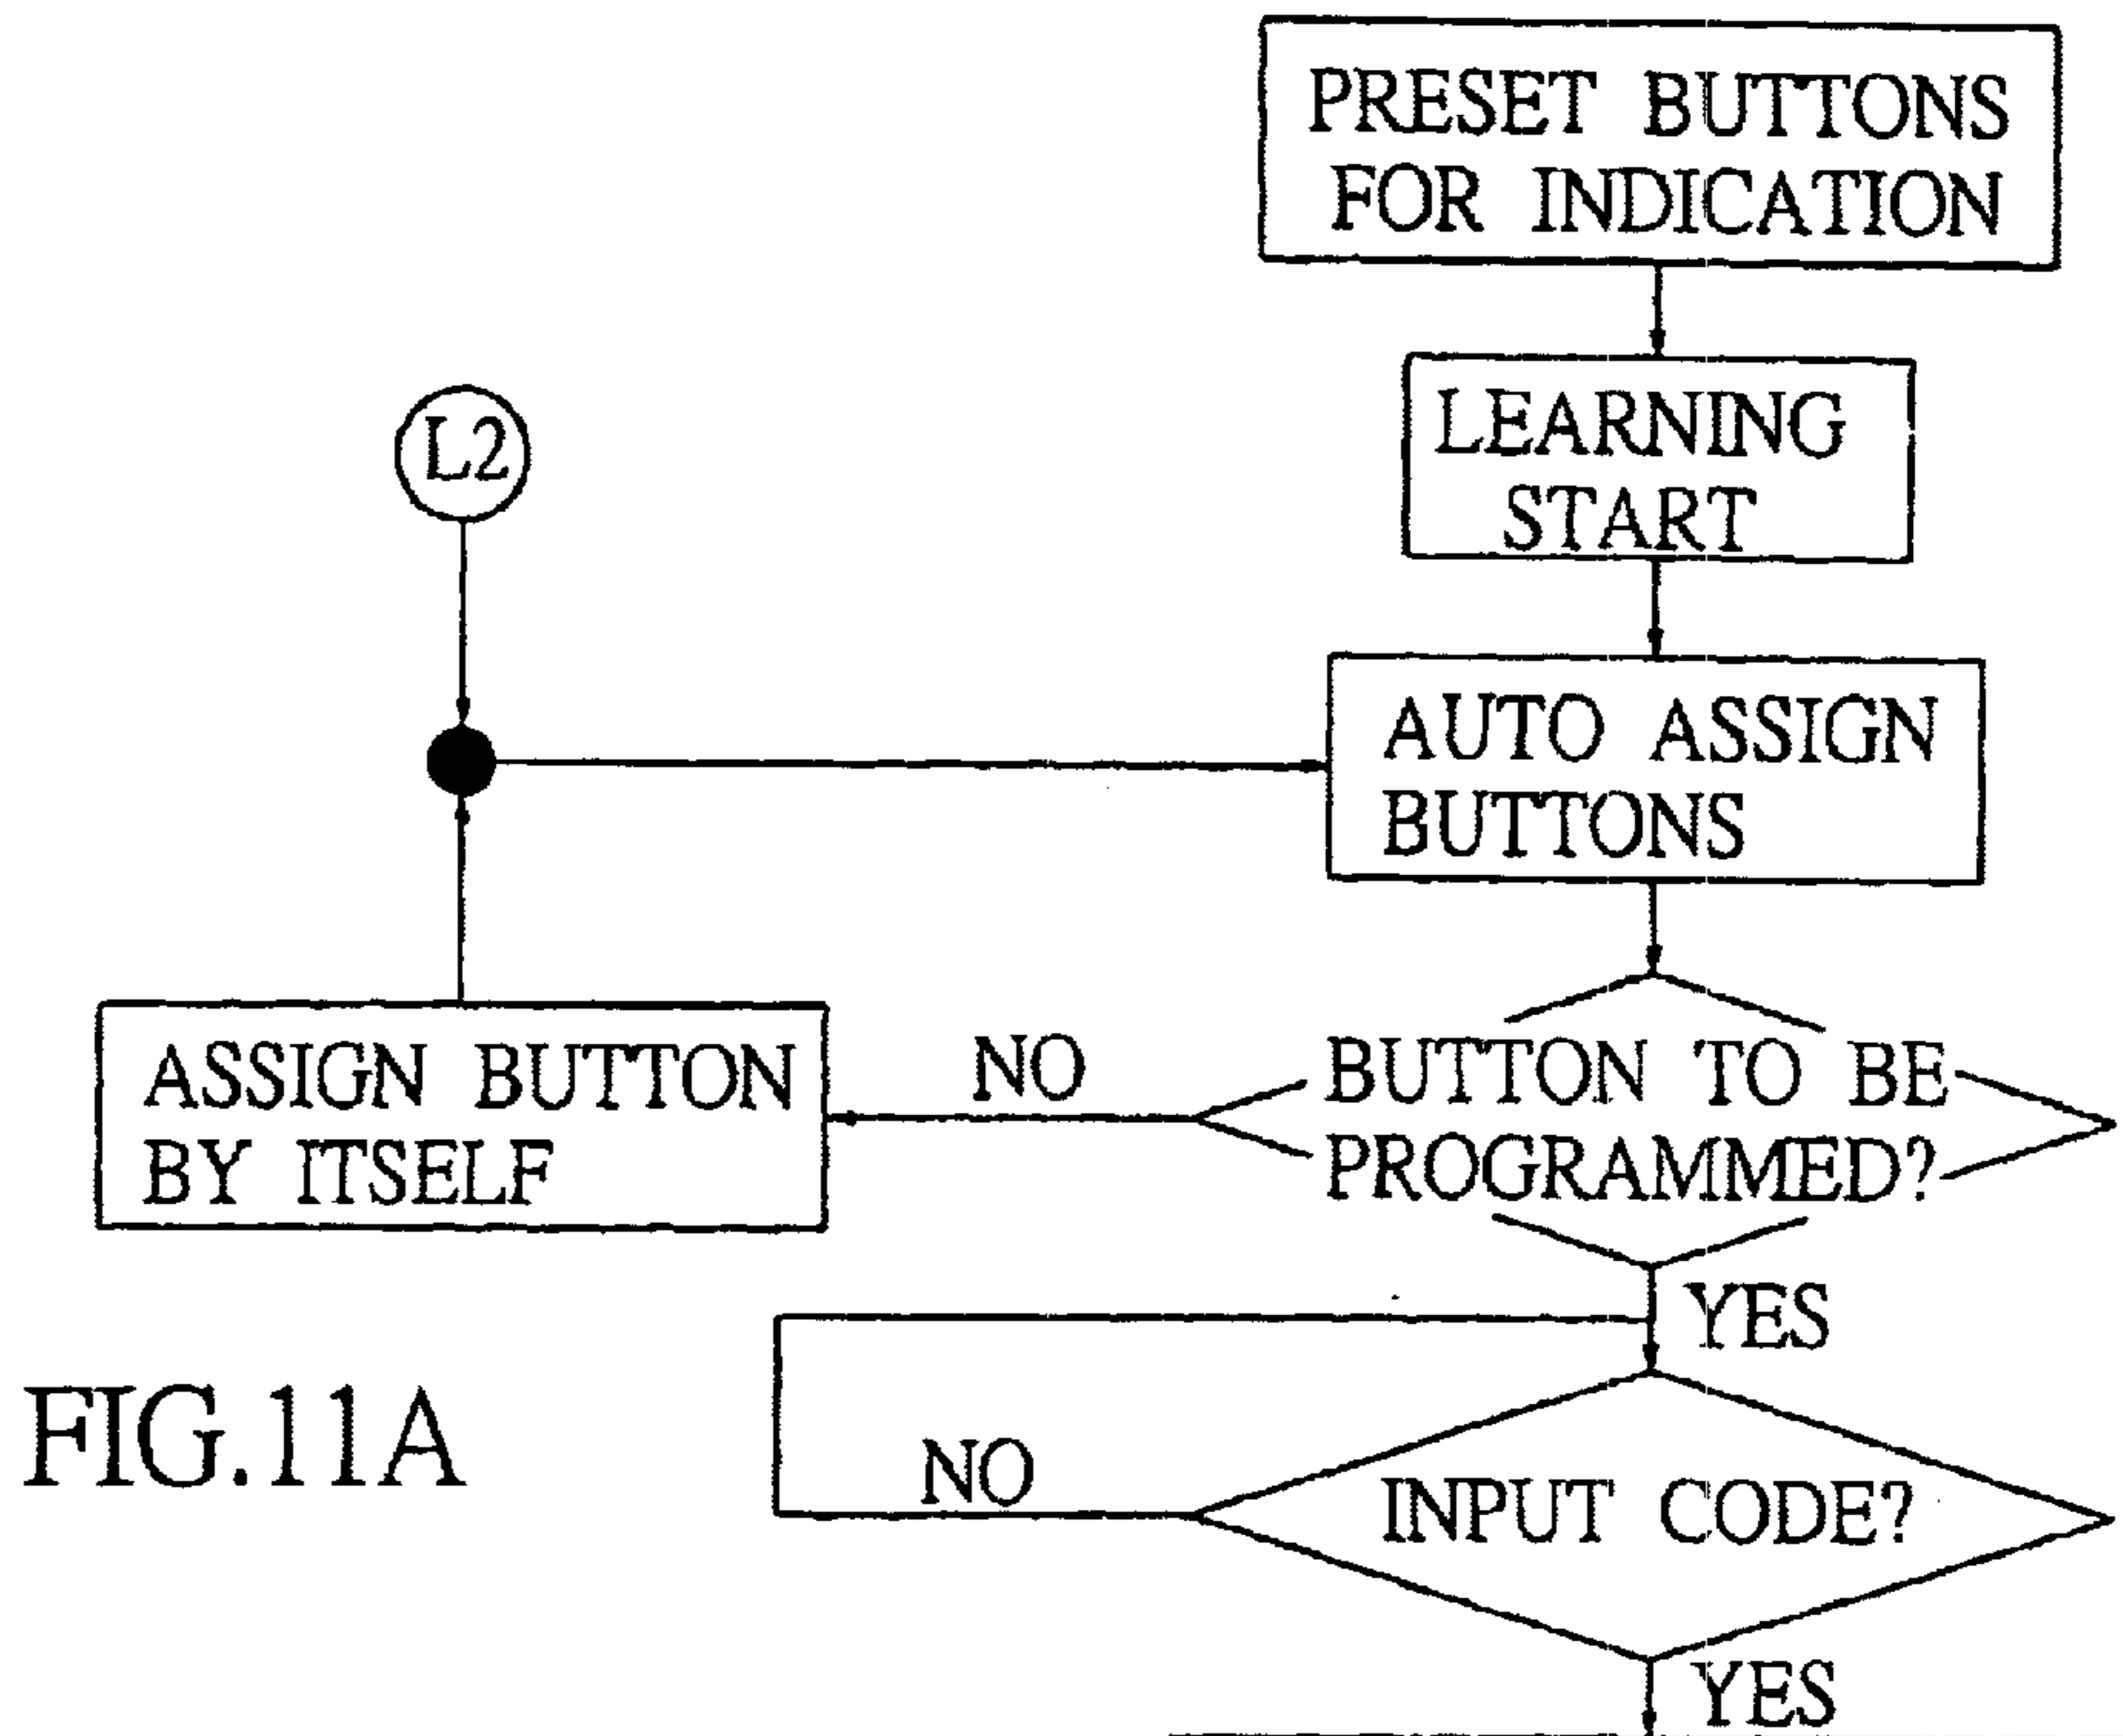 PRESET BUTTONS
FOR INDICATION
LEARNING
START
L2
AUTO ASSIGN
BUTTONS
BUTTON TO BE
PROGRAMMED?
NO
ASSIGN BUTTON
BY ITSELF
YES
INPUT CODE?
NO
YES
FIG.11A